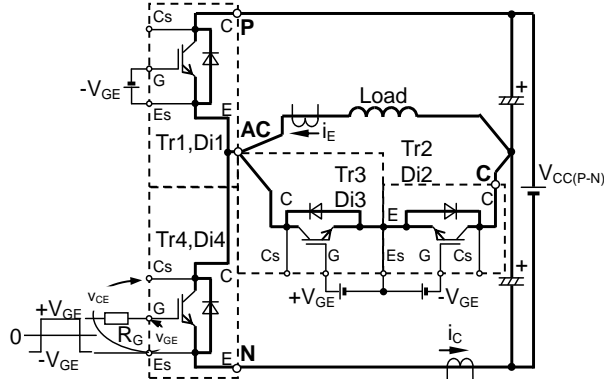 Cs
C
P
G
-VGE
Es
E
AC
Load
iE
Tr1,Di1
Tr2
Di2
C
C
Tr3
Di3
VCC(P-N)
+
C
E
Tr4,Di4
Cs
G
Es
G
Cs
+VGE
-VGE
+
Cs
C
vCE
+VGE
0
-VGE
RG
G
vGE
Es
E
N
iC